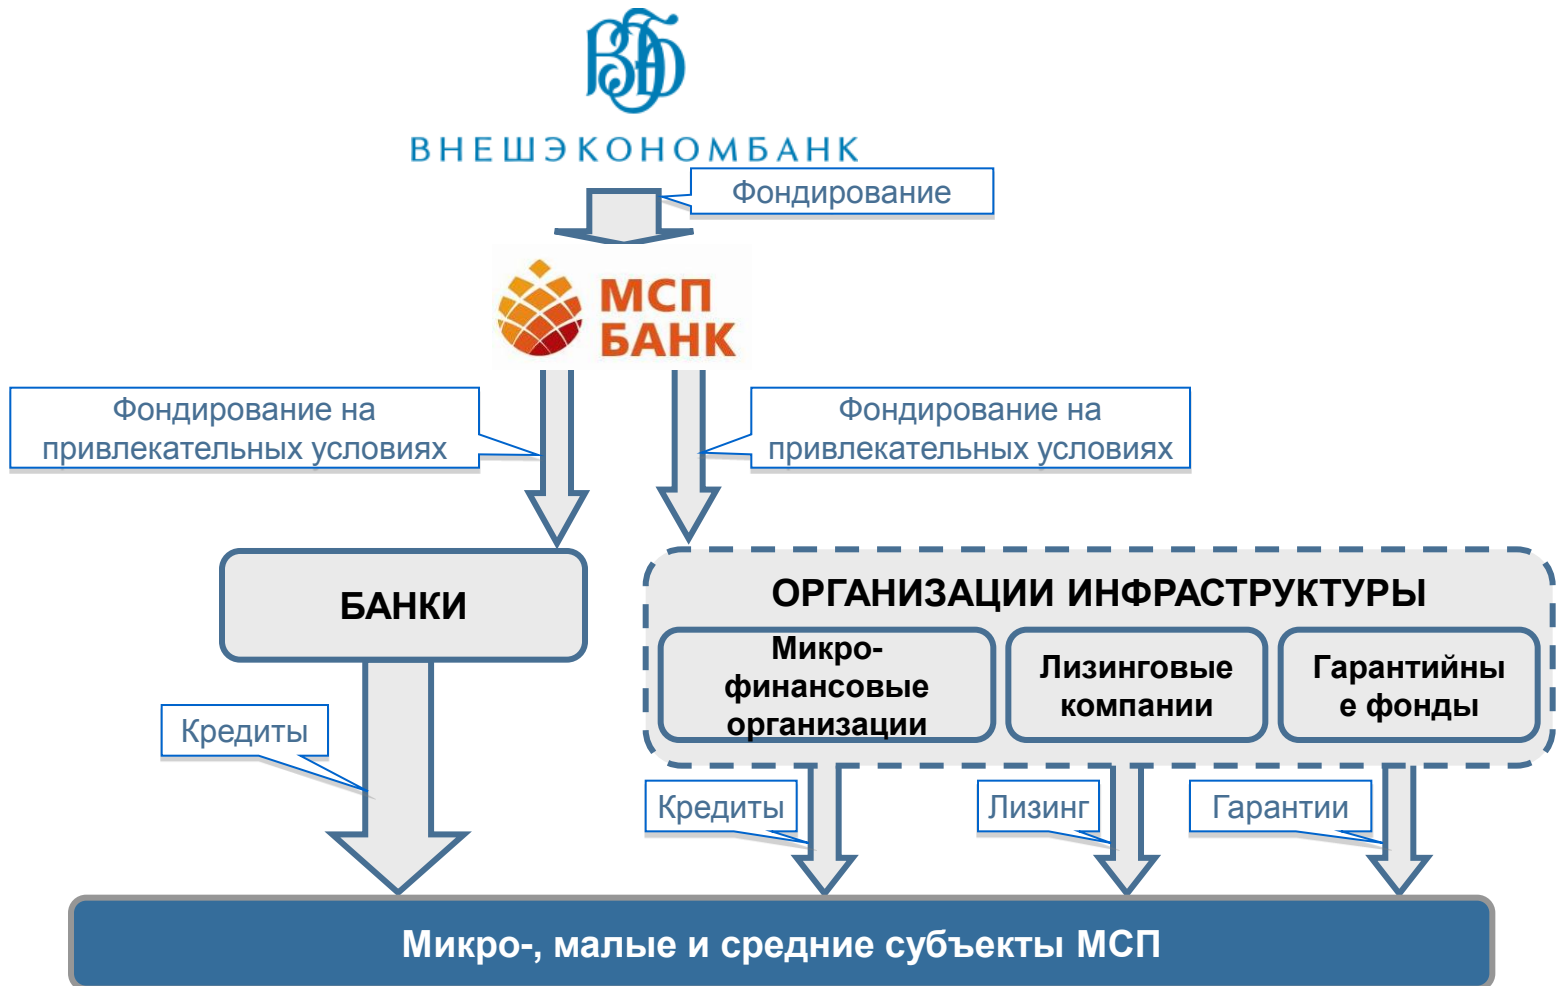 ВНЕШЭКОНОМБАНК
Фондирование
МСП
БАНК
Фондирование на
привлекательных условиях
Фондирование на
привлекательных условиях
БАНКИ
ОРГАНИЗАЦИИ ИНФРАСТРУКТУРЫ
Микро-
финансовые
организации
Лизинговые
компании
Гарантийны
е фонды
Кредиты
Кредиты
Лизинг
Гарантии
Микро-, малые и средние субъекты МСП